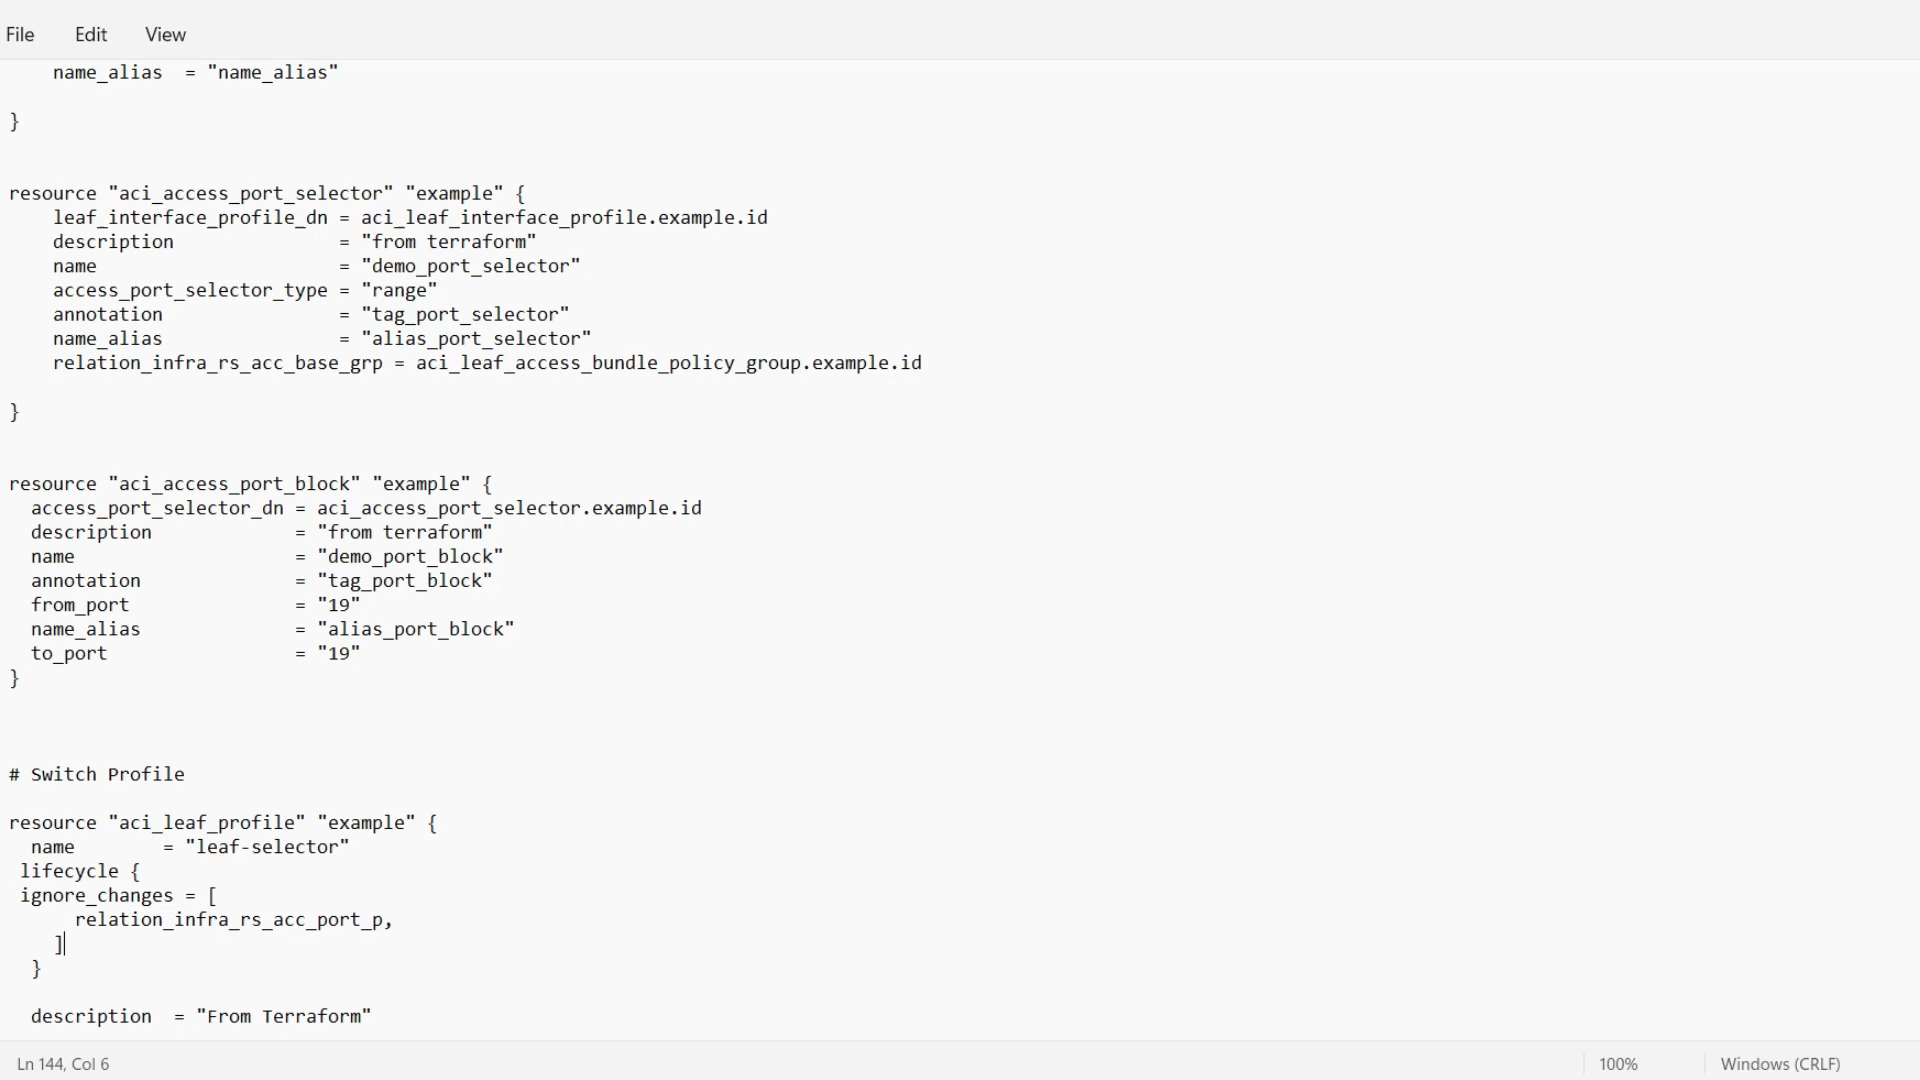 File Edit View
name_alias = "name_alias"
}
resource "aci_access_port_selector" "example" {
leaf_interface_profile_dn = aci_leaf_interface_profile.example.id
description = "from terraform"
name = "demo_port_selector"
access_port_selector_type = "range"
annotation = "tag_port_selector"
name_alias = "alias_port_selector"
relation_infra_rs_acc_base_grp = aci_leaf_access_bundle_policy_group.example.id
}
resource "aci_access_port_block" "example" {
access_port_selector_dn = aci_access_port_selector.example.id
description = "from terraform"
name = "demo_port_block"
annotation = "tag_port_block"
from_port = "19"
name_alias = "alias_port_block"
to_port = "19"
}
# Switch Profile
resource "aci_leaf_profile" "example" {
name = "leaf-selector"
lifecycle {
ignore_changes = [
relation_infra_rs_acc_port_p,
]
}
description = "From Terraform"
Ln 144, Col 6 100% Windows (CRLF)